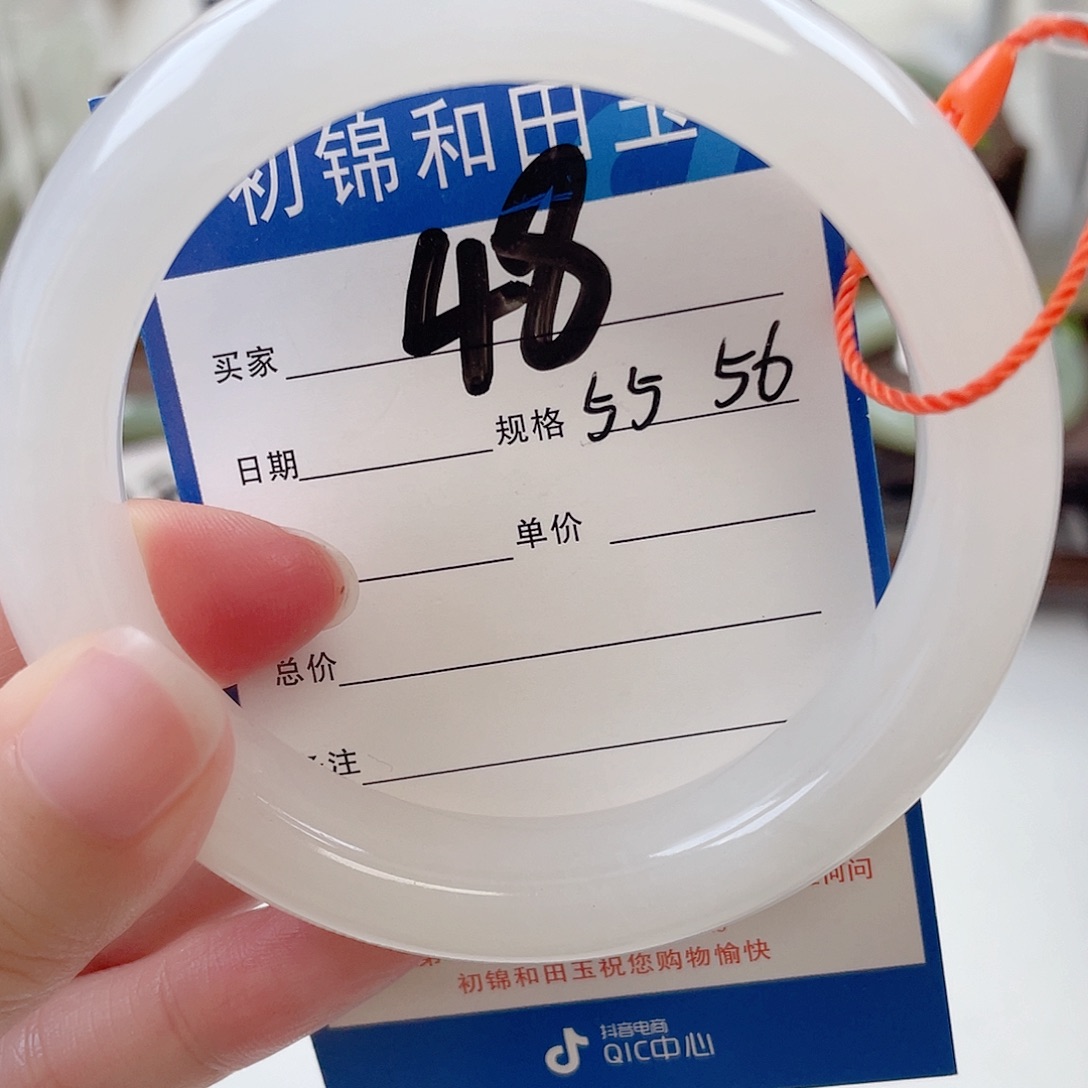 初锦和田玉
48
买家
规格 55 56
日期
单价
总价
注
问
初锦和田玉祝您购物愉快
抖音电商
QIC中心